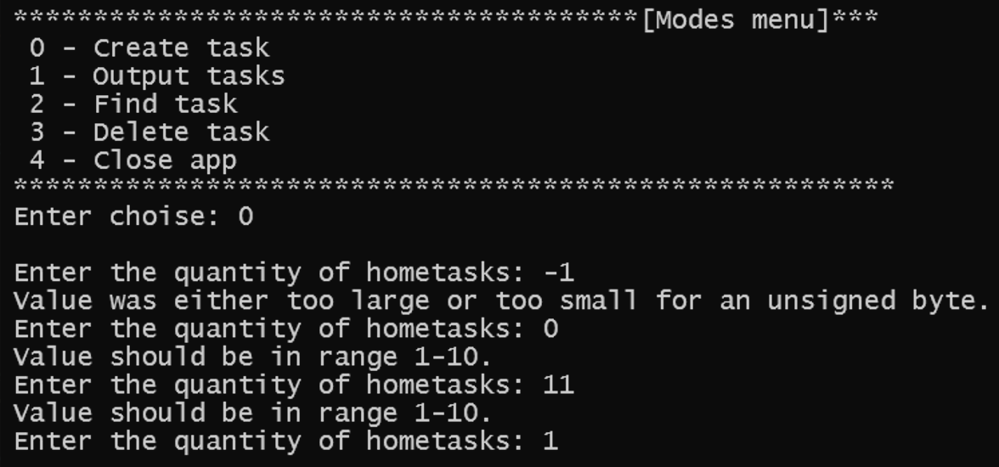 ***************************************[Modes menu]***
 0 - Create task
 1 - Output tasks
 2 - Find task
 3 - Delete task
 4 - Close app
*******************************************************
Enter choise: 0

Enter the quantity of hometasks: -1
Value was either too large or too small for an unsigned byte.
Enter the quantity of hometasks: 0
Value should be in range 1-10.
Enter the quantity of hometasks: 11
Value should be in range 1-10.
Enter the quantity of hometasks: 1